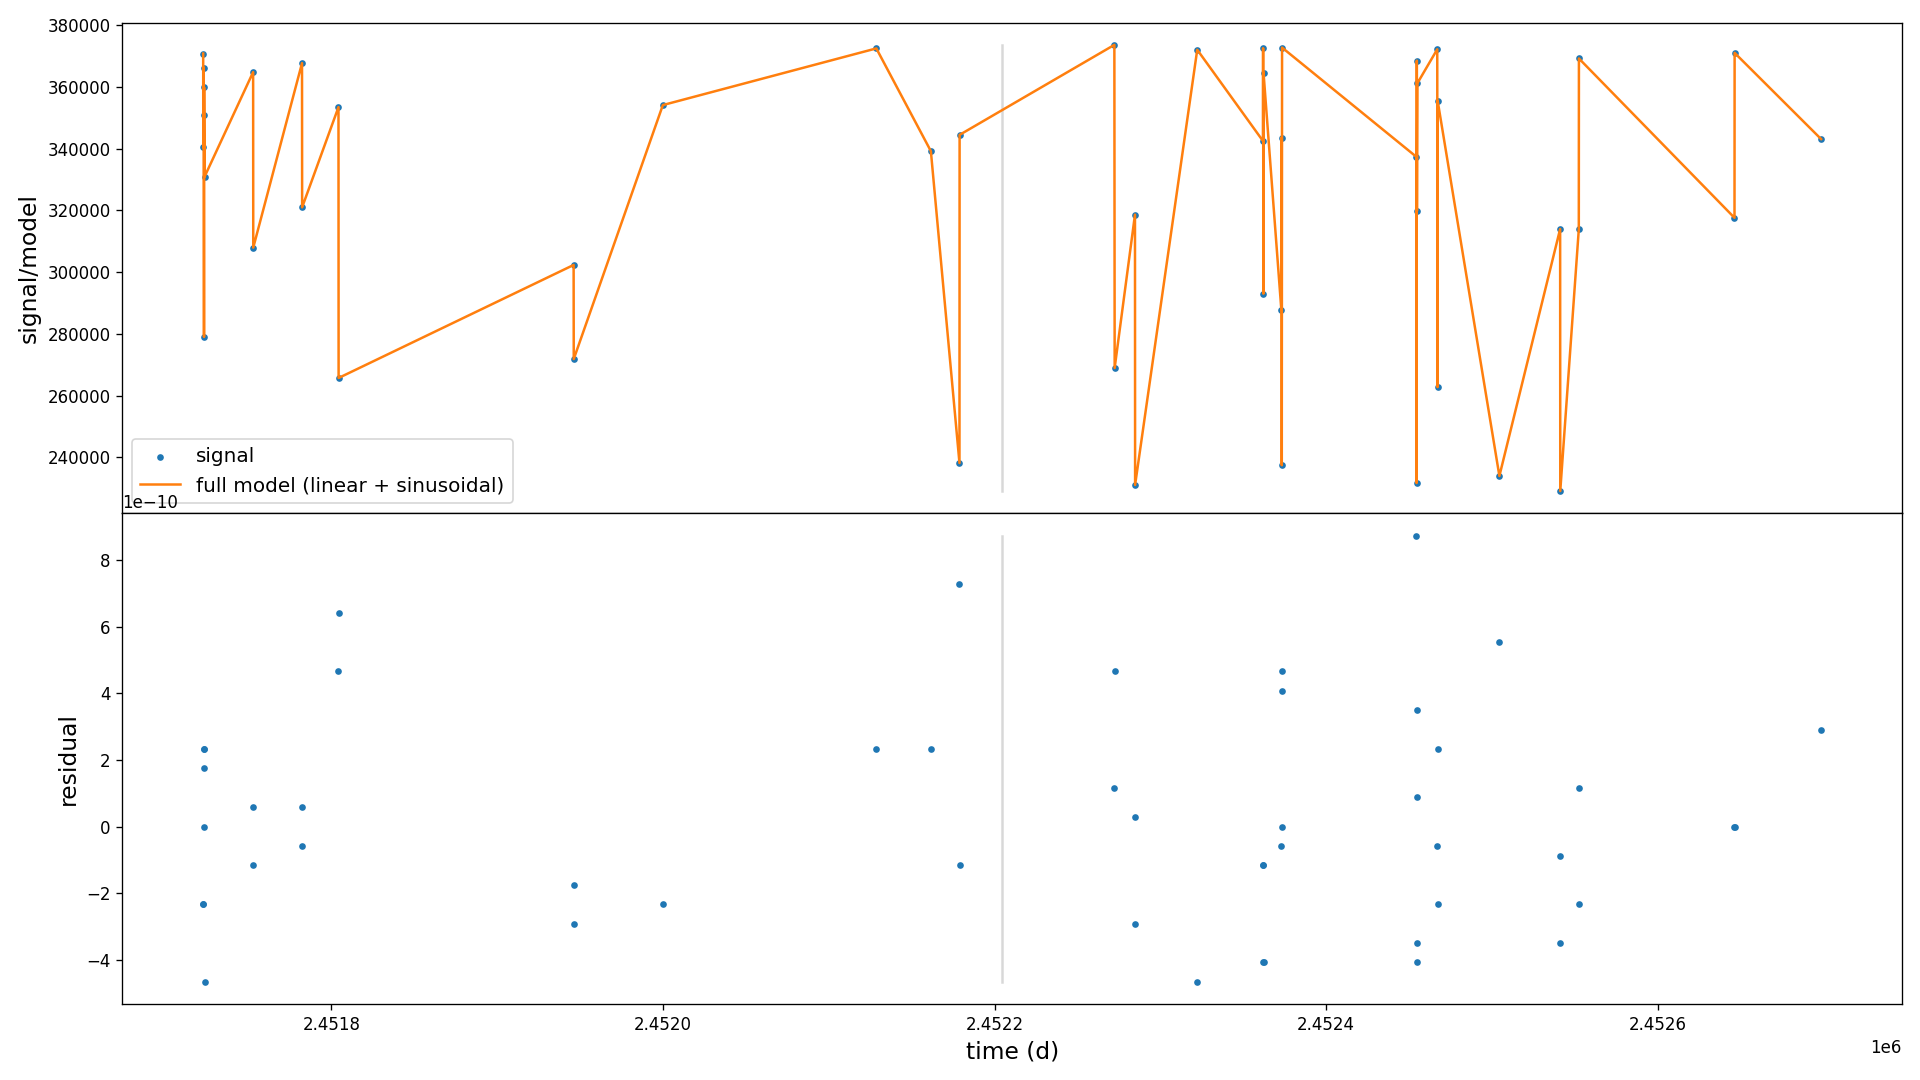 380000
360000
340000
320000
300000
280000
260000
240000
signal/model
signal
full model (linear + sinusoidal)
1e−10
8
6
4
2
0
−2
−4
residual
2.4518
2.4520
2.4522
2.4524
2.4526
1e6
time (d)